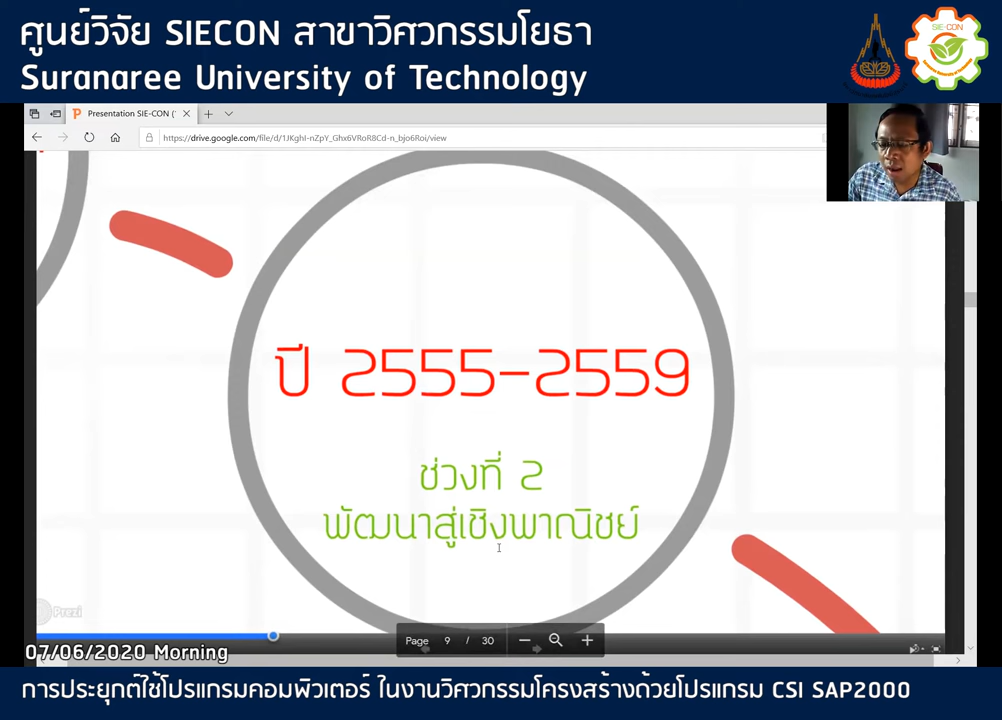 ศูนย์วิจัย SIECON สาขาวิศวกรรมโยธา
Suranaree University of Technology
SIE-CON
Presentation SIE-CON (1
https://drive.google.com/file/d/1JKghI-nZpY_Ghx6VRoR8Cd-n_bjo6Roi/view
ปี 2555-2559
ช่วงที่ 2
พัฒนาสู่เชิงพาณิชย์
Prezi
Page 9 / 30
07/06/2020 Morning
การประยุกต์ใช้โปรแกรมคอมพิวเตอร์ ในงานวิศวกรรมโครงสร้างด้วยโปรแกรม CSI SAP2000